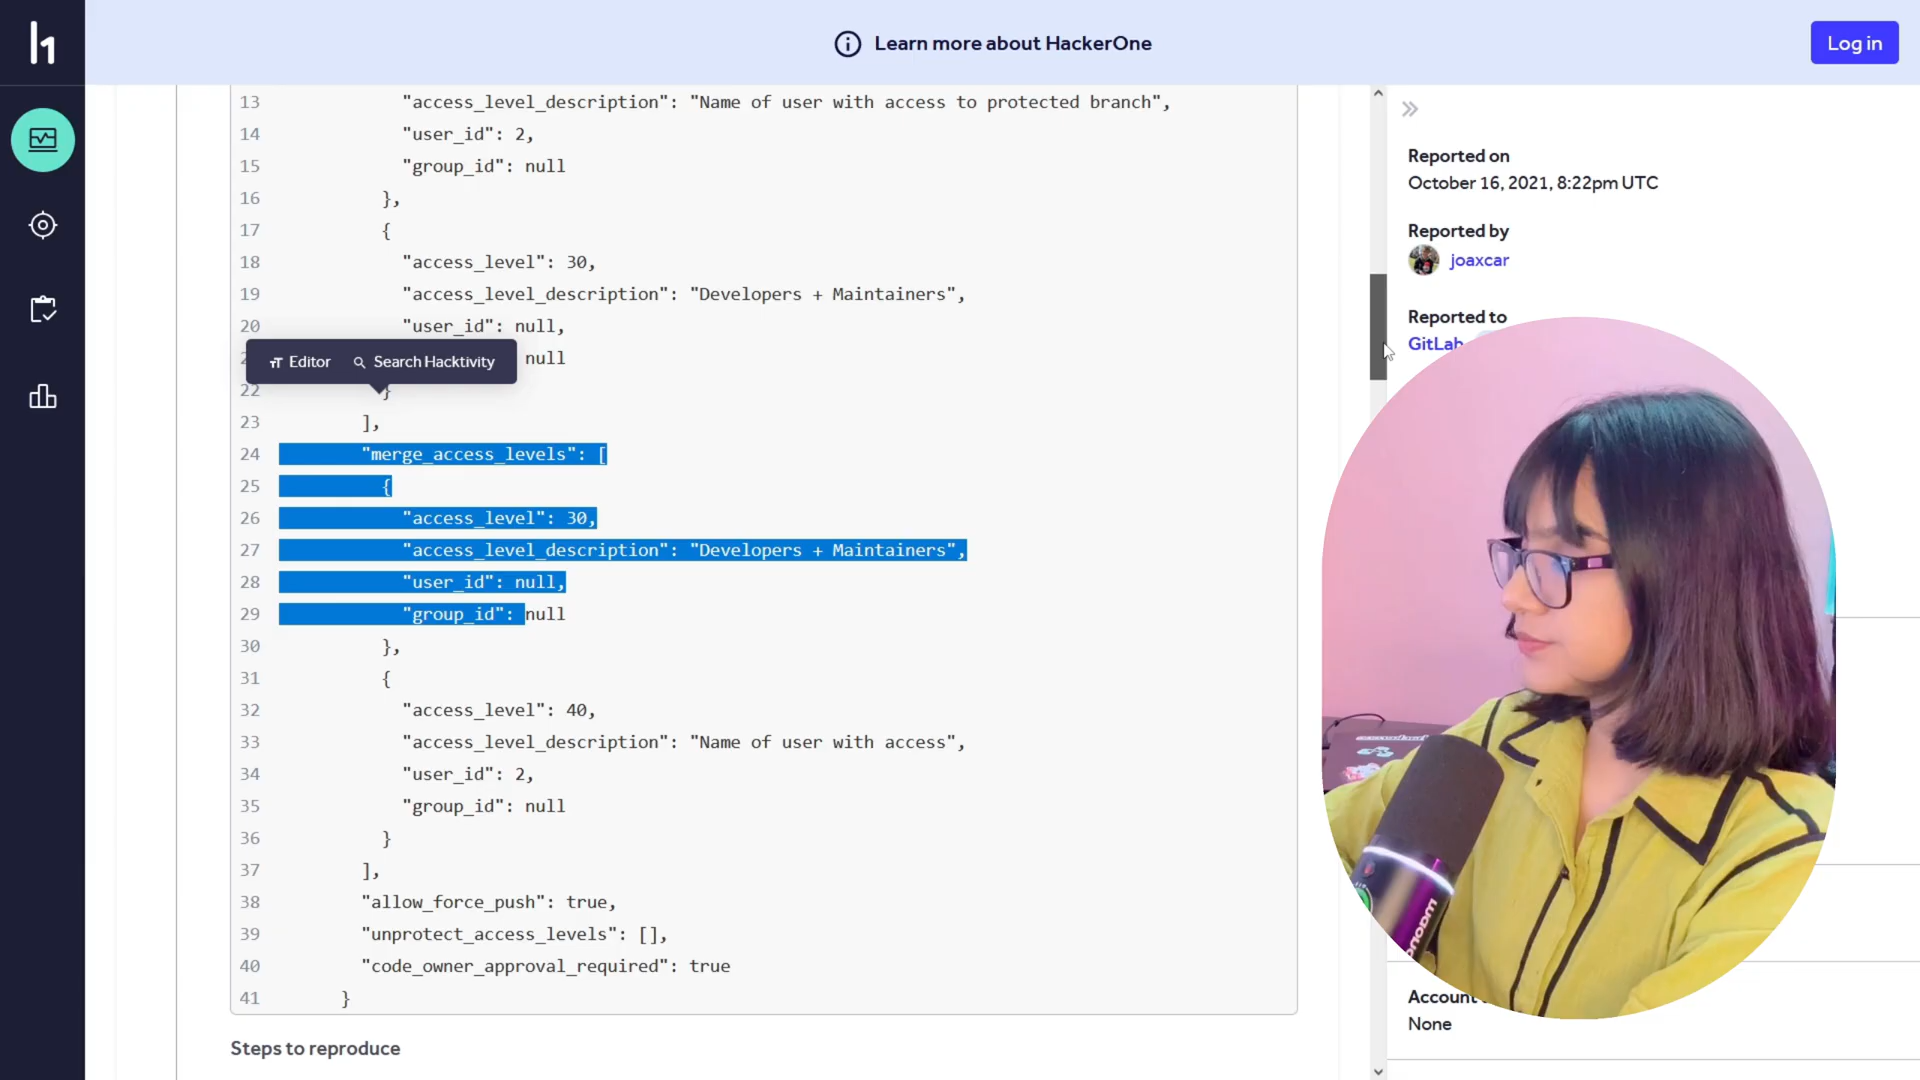 Learn more about HackerOne
Log in
13 "access_level_description": "Name of user with access to protected branch",
14 "user_id": 2,
15 "group_id": null
16 },
17 {
18 "access_level": 30,
19 "access_level_description": "Developers + Maintainers",
20 "user_id": null,
null
Editor Search Hacktivity
22 }
23 ],
24 "merge_access_levels": [
25 {
26 "access_level": 30,
27 "access_level_description": "Developers + Maintainers",
28 "user_id": null,
29 "group_id": null
30 },
31 {
32 "access_level": 40,
33 "access_level_description": "Name of user with access",
34 "user_id": 2,
35 "group_id": null
36 }
37 ],
38 "allow_force_push": true,
39 "unprotect_access_levels": [],
40 "code_owner_approval_required": true
41 }
Steps to reproduce
Reported on
October 16, 2021, 8:22pm UTC
Reported by
joaxcar
Reported to
GitLab
Account
None
maono